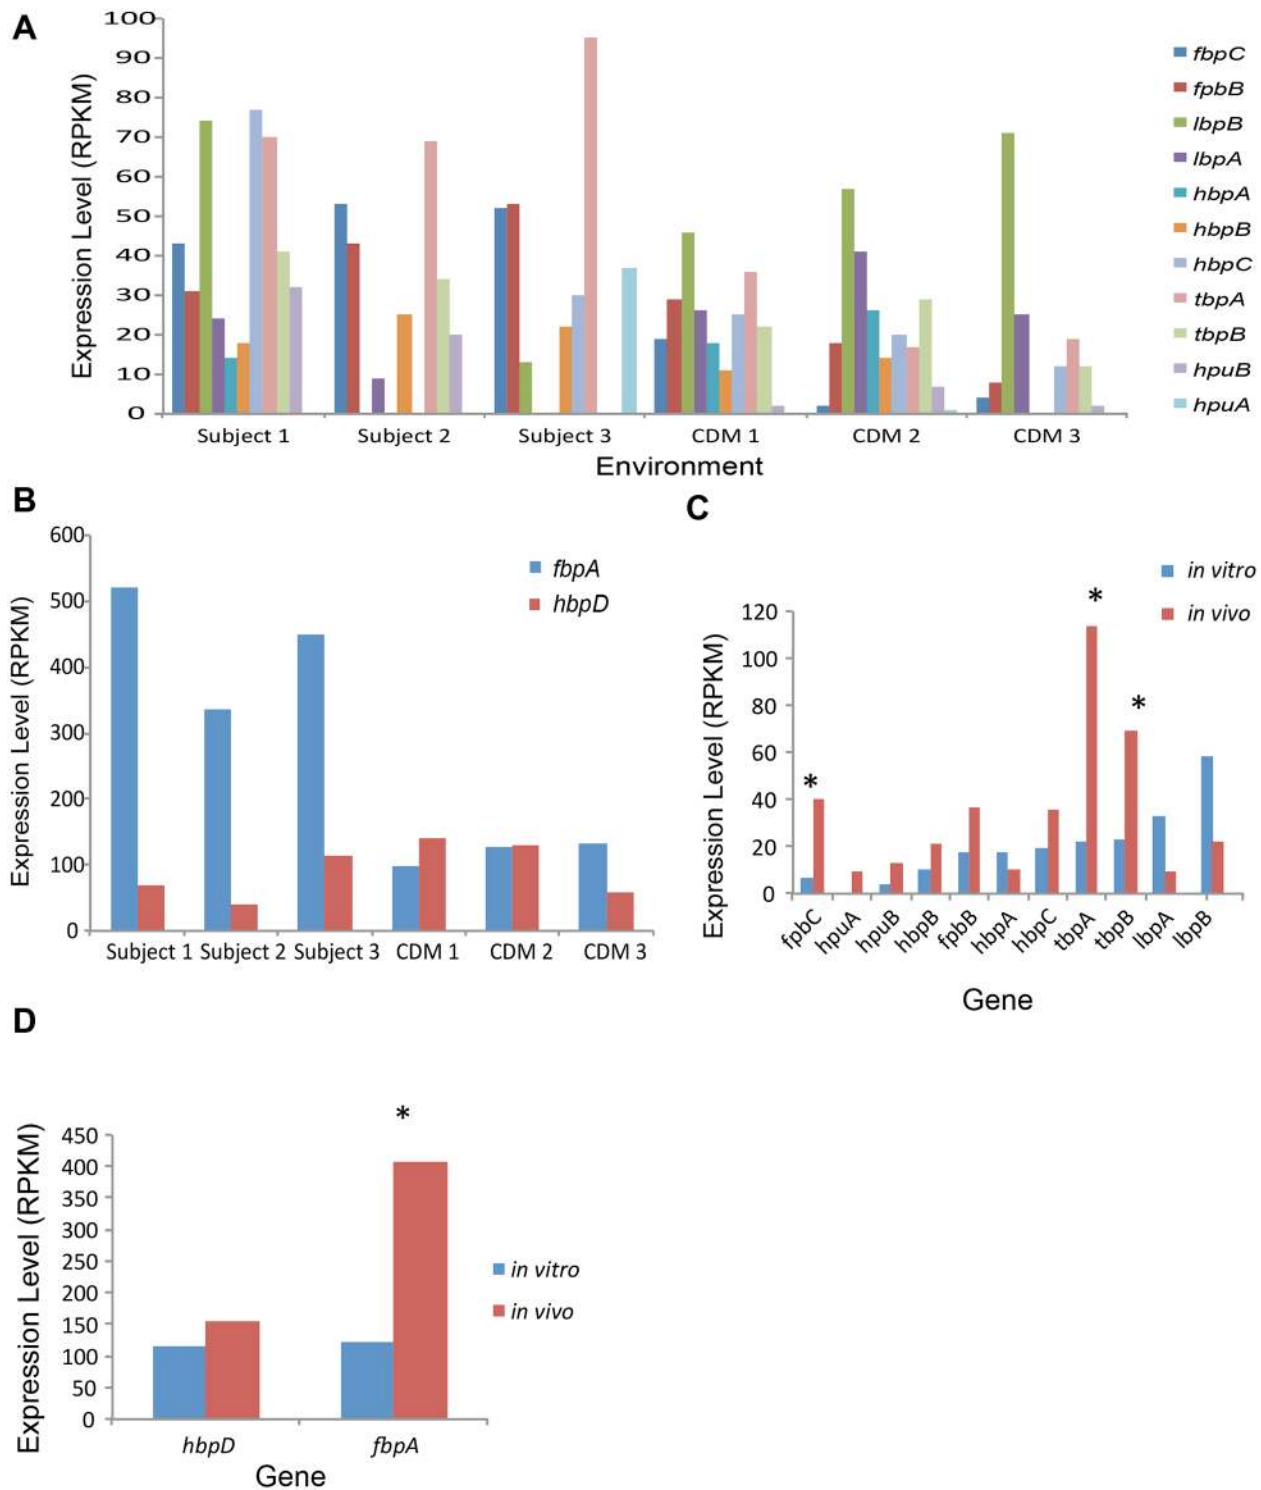 A
Expression Level (RPKM)
100
90
80
70
60
50
40
30
20
10
0
Subject 1 Subject 2 Subject 3 CDM 1 CDM 2 CDM 3
Environment
fbpC
fpbB
lbpB
lbpA
hbpA
hbpB
hbpC
tbpA
tbpB
hpuB
hpuA
B
Expression Level (RPKM)
600
500
400
300
200
100
0
Subject 1 Subject 2 Subject 3 CDM 1 CDM 2 CDM 3
fbpA
hbpD
C
Expression Level (RPKM)
120
100
80
60
40
20
0
* * *
fpbC hpuA hpuB hbpB fpbB hbpA hbpC tbpA tbpB lbpA lbpB
Gene
in vitro
in vivo
D
Expression Level (RPKM)
450
400
350
300
250
200
150
100
50
0
*
hbpD fbpA
Gene
in vitro
in vivo